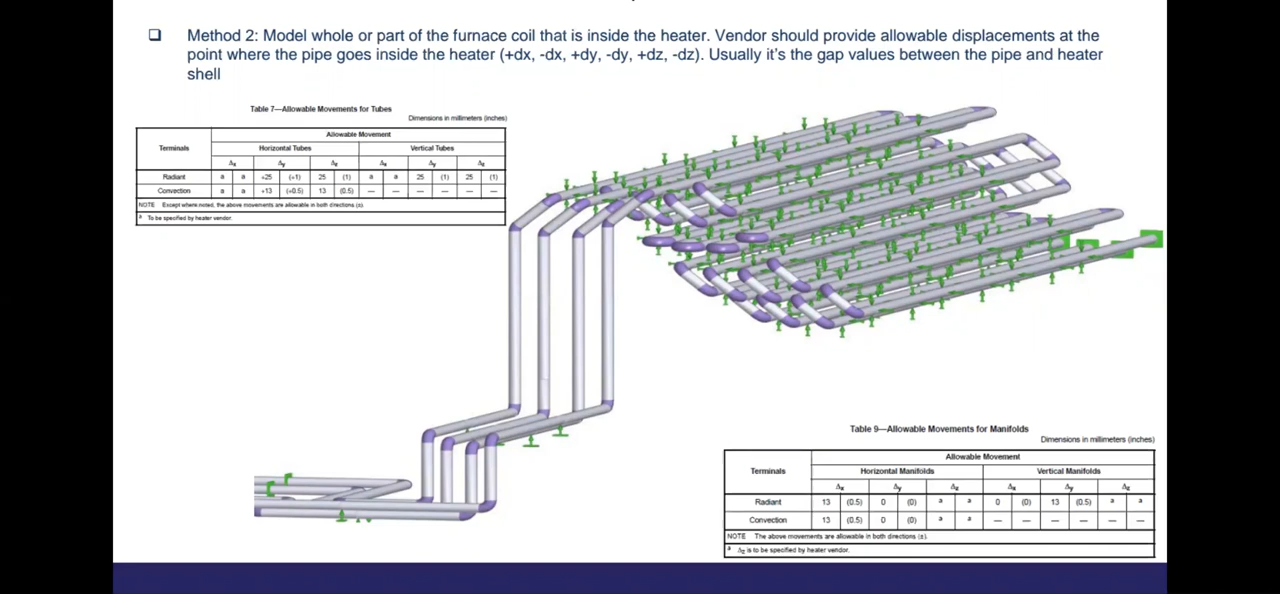 ❑ Method 2: Model whole or part of the furnace coil that is inside the heater. Vendor should provide allowable displacements at the
point where the pipe goes inside the heater (+dx, -dx, +dy, -dy, +dz, -dz). Usually it's the gap values between the pipe and heater
shell
Table 7—Allowable Movements for Tubes
Dimensions in millimeters (inches)
Terminals Allowable Movement
Horizontal Tubes Vertical Tubes
Δx Δy Δz Δx Δy Δz
Radiant a a +25 (+1) 25 (1) a a 25 (1) 25 (1)
Convection a a +13 (+0.5) 13 (0.5) — — — — — —
NOTE Except where noted, the above movements are allowable in both directions (±).
a To be specified by heater vendor.
Table 9—Allowable Movements for Manifolds
Dimensions in millimeters (inches)
Terminals Allowable Movement
Horizontal Manifolds Vertical Manifolds
Δx Δy Δz Δx Δy Δz
Radiant 13 (0.5) 0 (0) a a 0 (0) 13 (0.5) a a
Convection 13 (0.5) 0 (0) a a — — — — — —
NOTE The above movements are allowable in both directions (±).
a Δz is to be specified by heater vendor.